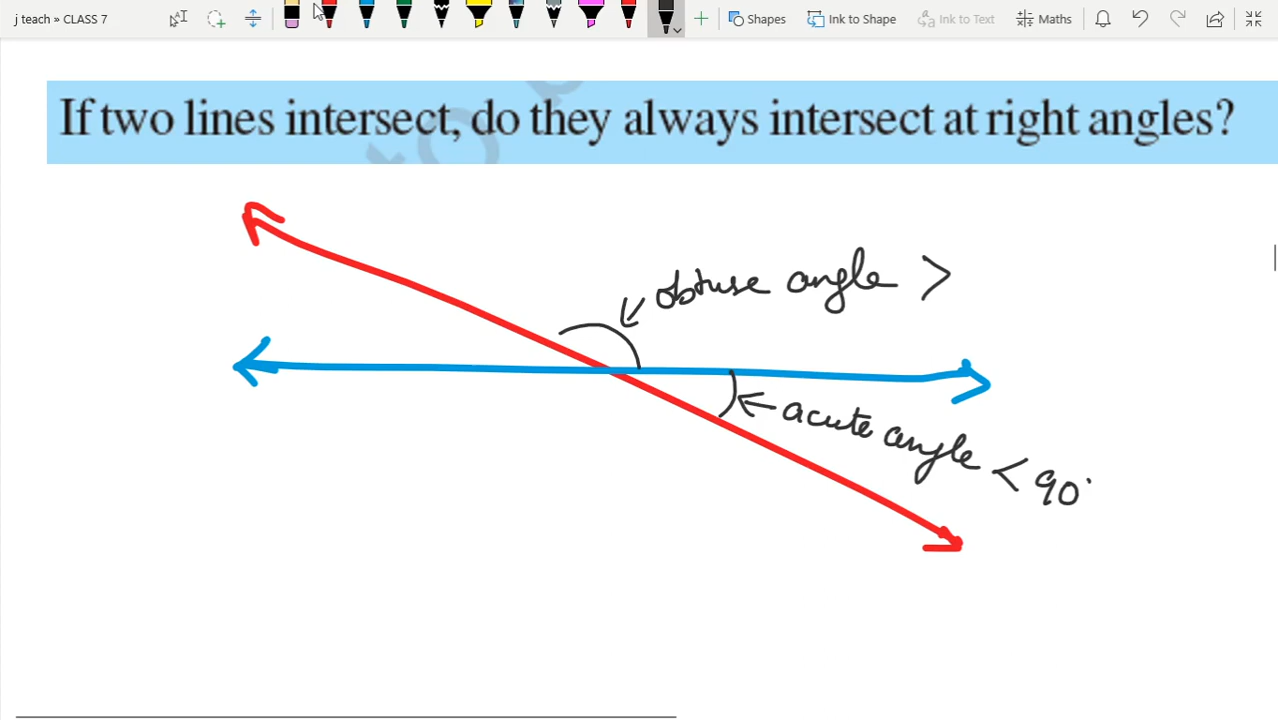 j teach » CLASS 7
Shapes
Ink to Shape
Ink to Text
Maths
If two lines intersect, do they always intersect at right angles?
obtuse angle >
acute angle < 90°